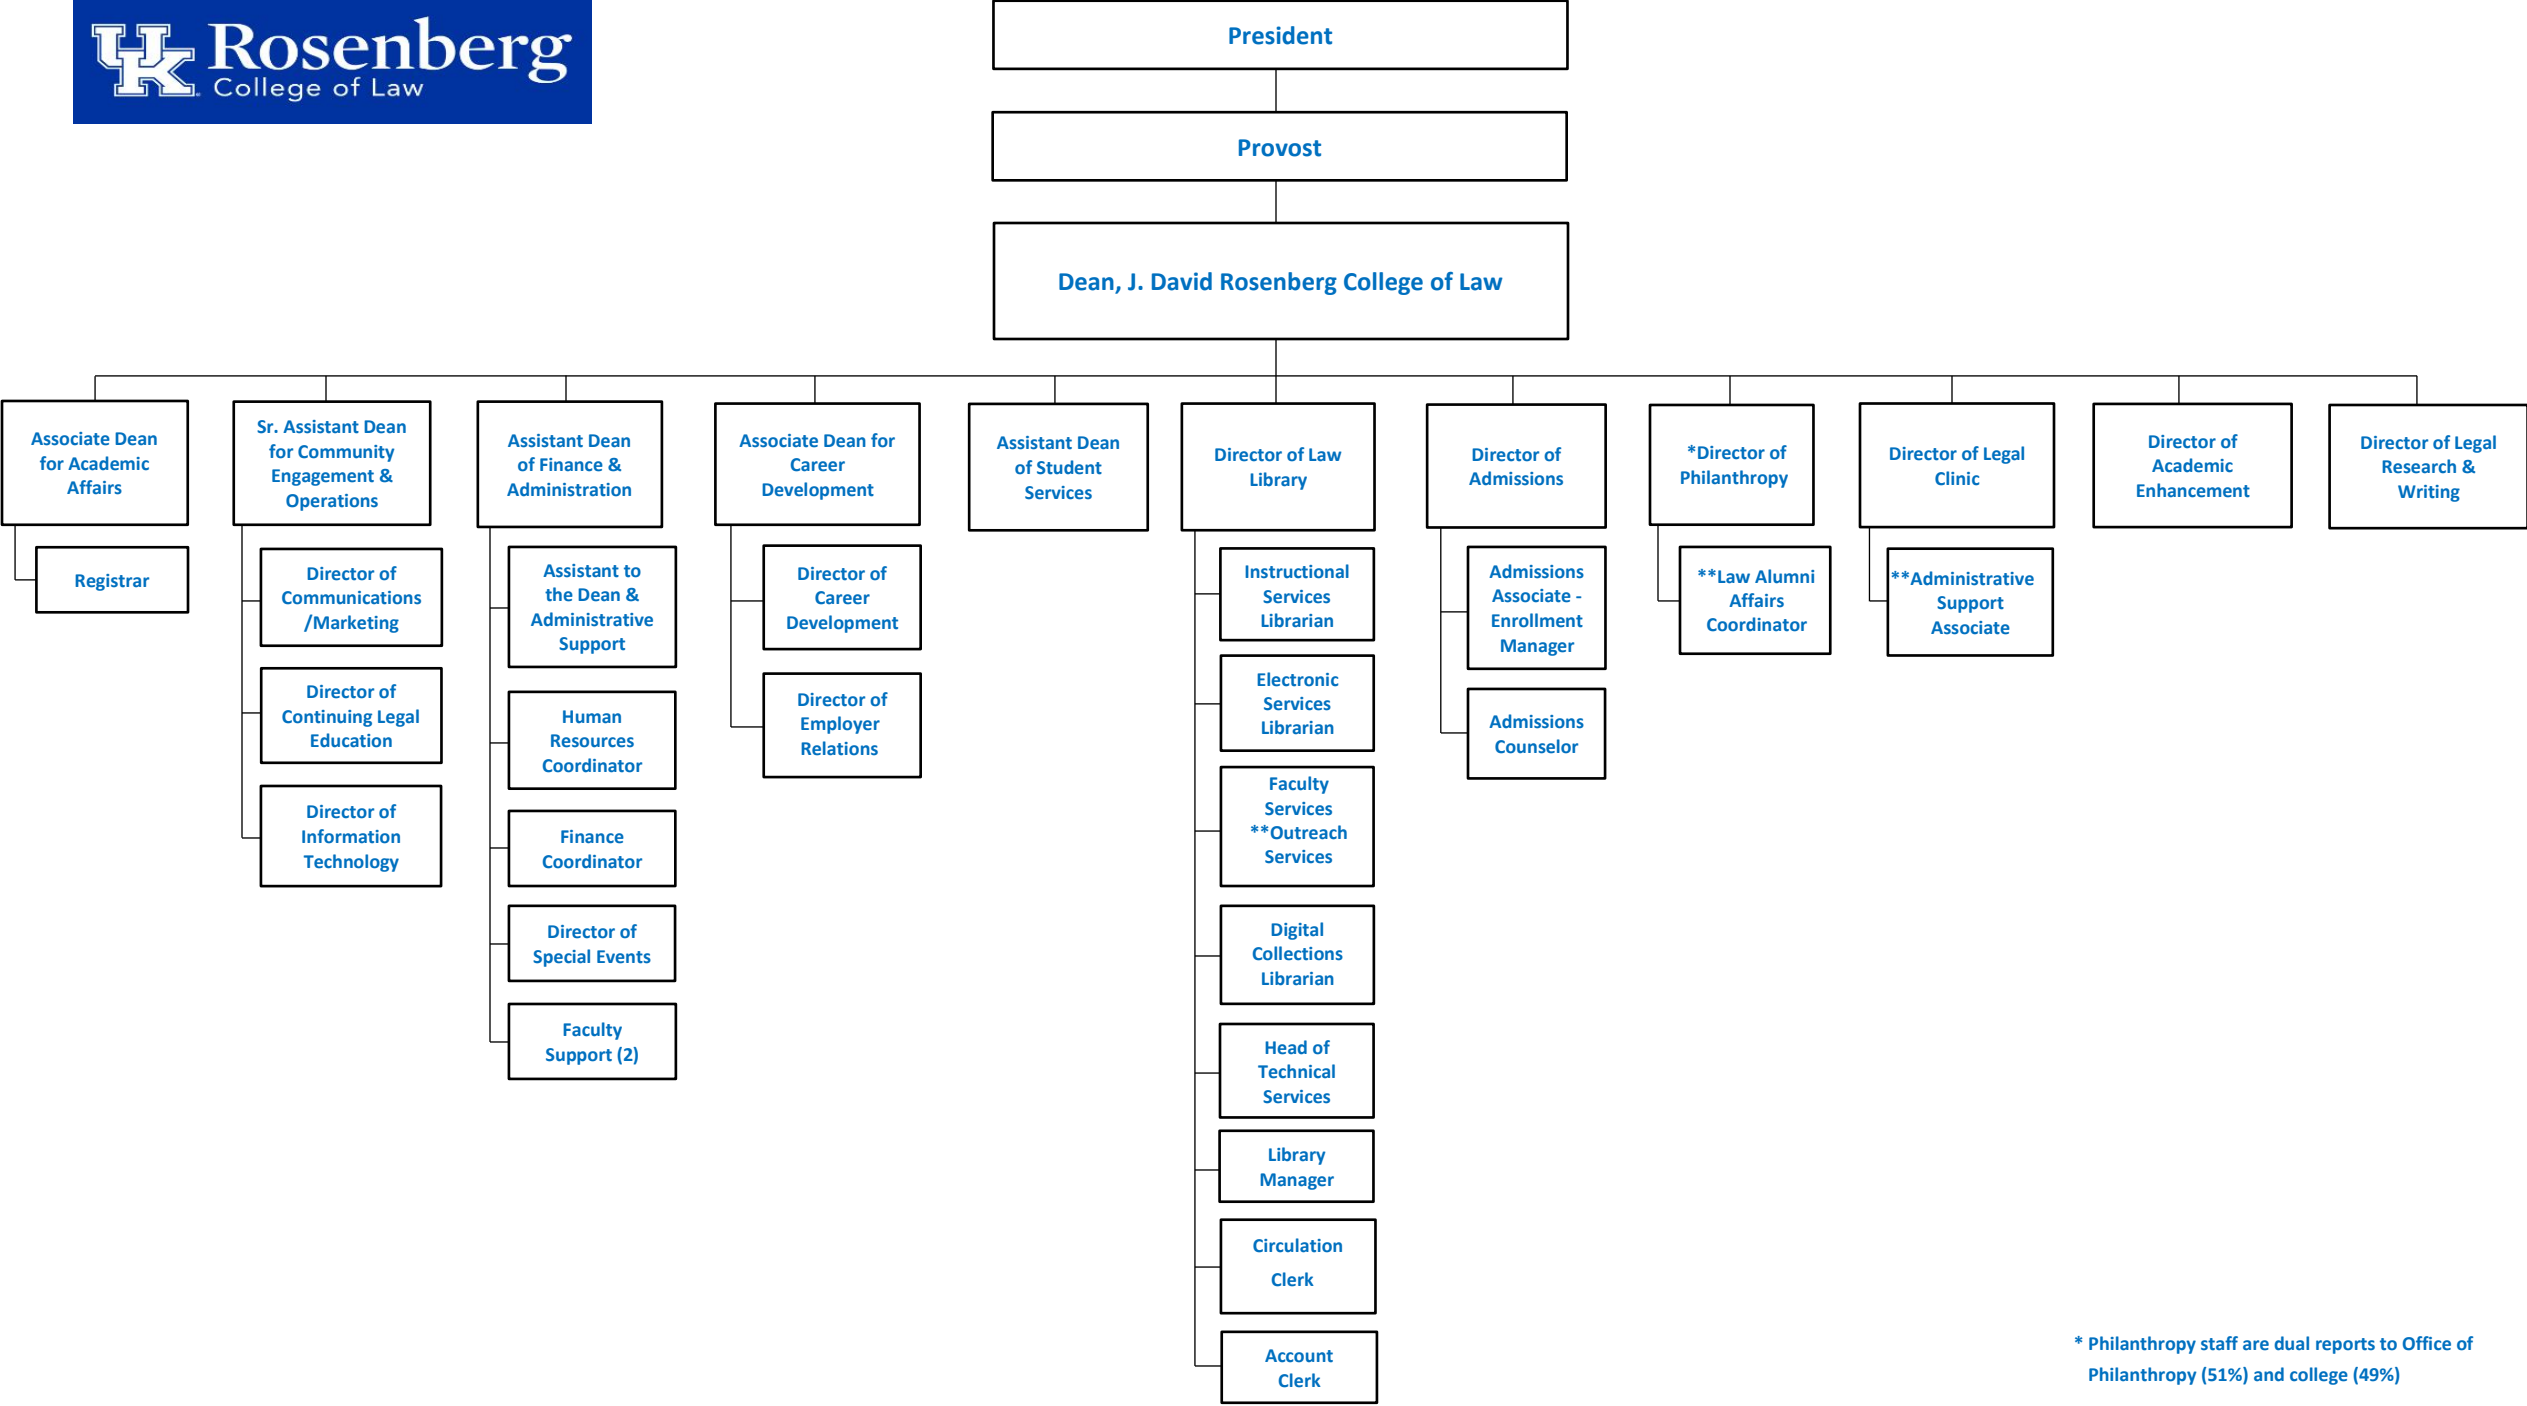 UK Rosenberg
College of Law
President
Provost
Dean, J. David Rosenberg College of Law
Associate Dean
for Academic
Affairs
Registrar
Sr. Assistant Dean
for Community
Engagement &
Operations
Director of
Communications
/Marketing
Director of
Continuing Legal
Education
Director of
Information
Technology
Assistant Dean
of Finance &
Administration
Assistant to
the Dean &
Administrative
Support
Human
Resources
Coordinator
Finance
Coordinator
Director of
Special Events
Faculty
Support (2)
Associate Dean for
Career
Development
Director of
Career
Development
Director of
Employer
Relations
Assistant Dean
of Student
Services
Director of Law
Library
Instructional
Services
Librarian
Electronic
Services
Librarian
Faculty
Services
**Outreach
Services
Digital
Collections
Librarian
Head of
Technical
Services
Library
Manager
Circulation
Clerk
Account
Clerk
Director of
Admissions
Admissions
Associate -
Enrollment
Manager
Admissions
Counselor
*Director of
Philanthropy
**Law Alumni
Affairs
Coordinator
Director of Legal
Clinic
**Administrative
Support
Associate
Director of
Academic
Enhancement
Director of Legal
Research &
Writing
* Philanthropy staff are dual reports to Office of
Philanthropy (51%) and college (49%)